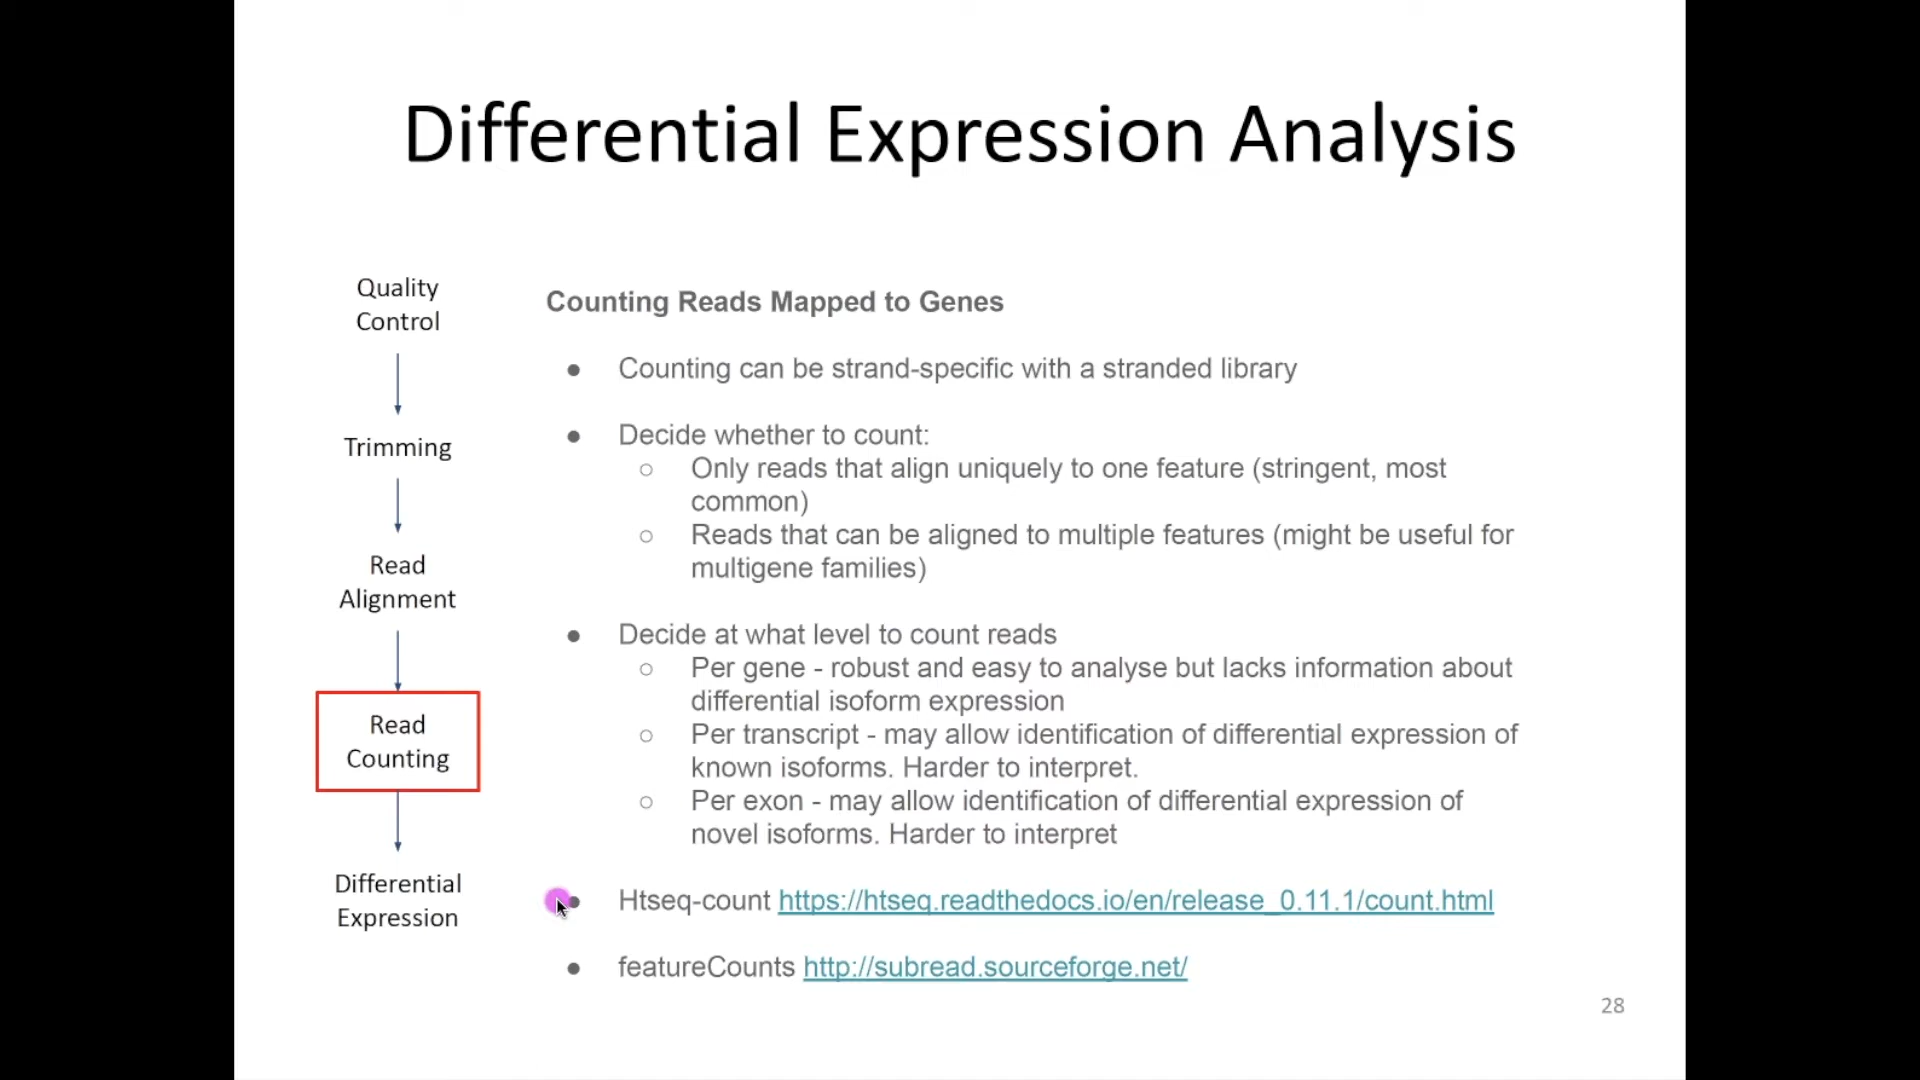 Differential Expression Analysis
Quality
Control
Trimming
Read
Alignment
Read
Counting
Differential
Expression
Counting Reads Mapped to Genes
● Counting can be strand-specific with a stranded library
● Decide whether to count:
○ Only reads that align uniquely to one feature (stringent, most
common)
○ Reads that can be aligned to multiple features (might be useful for
multigene families)
● Decide at what level to count reads
○ Per gene - robust and easy to analyse but lacks information about
differential isoform expression
○ Per transcript - may allow identification of differential expression of
known isoforms. Harder to interpret.
○ Per exon - may allow identification of differential expression of
novel isoforms. Harder to interpret
● Htseq-count https://htseq.readthedocs.io/en/release_0.11.1/count.html
● featureCounts http://subread.sourceforge.net/
28